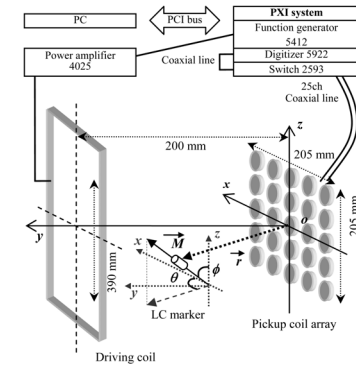 PC
PCI bus
PXI system
Function generator
5412
Digitizer 5922
Switch 2593
Power amplifier
4025
Coaxial line
25ch
Coaxial line
200 mm
z
205 mm
x
o
y
390 mm
x
M
z
ϕ
θ
y
r
205 mm
LC marker
Pickup coil array
Driving coil